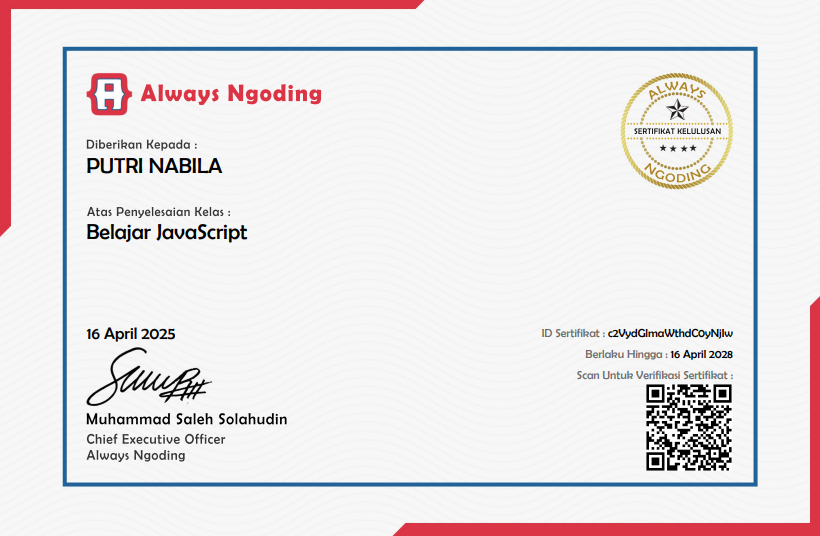 Always Ngoding
ALWAYS
SERTIFIKAT KELULUSAN
NGODING
Diberikan Kepada :
PUTRI NABILA
Atas Penyelesaian Kelas :
Belajar JavaScript
16 April 2025
Muhammad Saleh Solahudin
Chief Executive Officer
Always Ngoding
ID Sertifikat : c2VydGlmaWthdC0yNjIw
Berlaku Hingga : 16 April 2028
Scan Untuk Verifikasi Sertifikat :